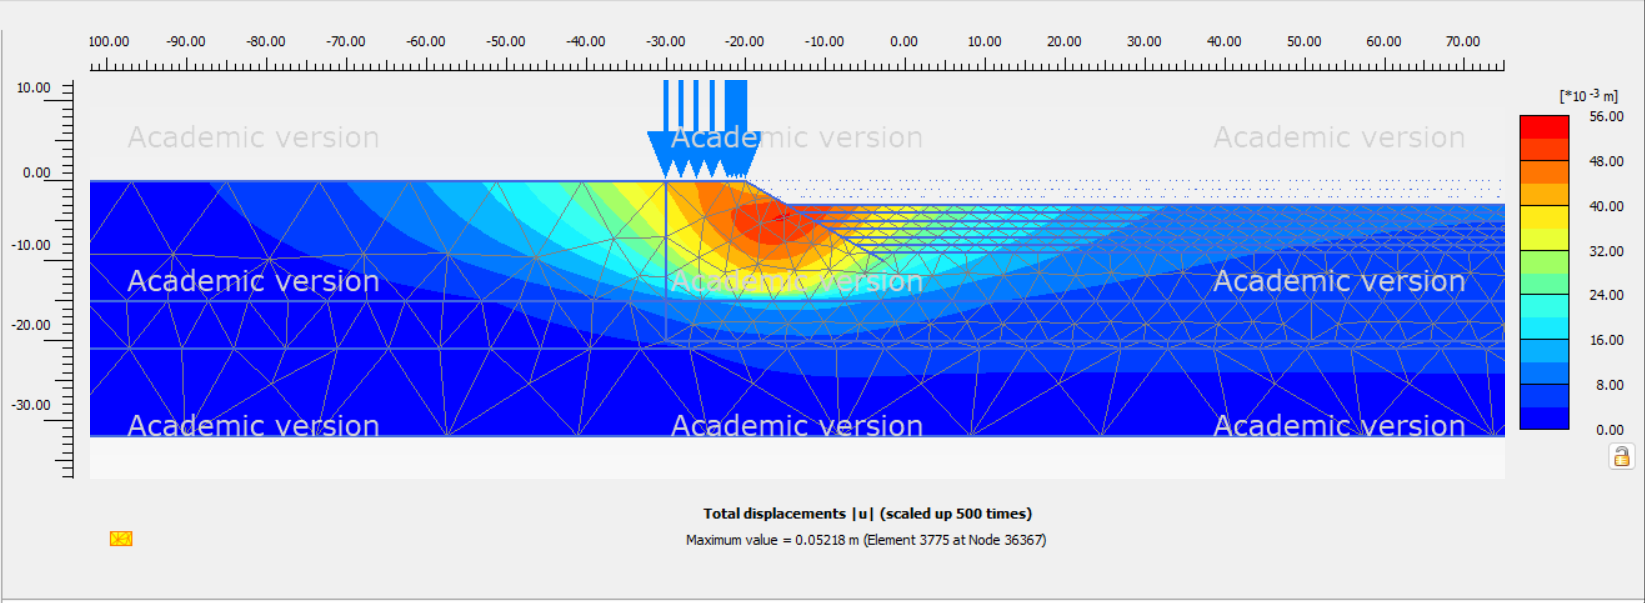 100.00 -90.00 -80.00 -70.00 -60.00 -50.00 -40.00 -30.00 -20.00 -10.00 0.00 10.00 20.00 30.00 40.00 50.00 60.00 70.00
10.00
[*10 -3 m]
56.00
Academic version Academic version Academic version
48.00
0.00
40.00
-10.00
32.00
Academic version Academic version Academic version
24.00
-20.00
16.00
8.00
-30.00
Academic version Academic version Academic version
0.00
Total displacements |u| (scaled up 500 times)
Maximum value = 0.05218 m (Element 3775 at Node 36367)